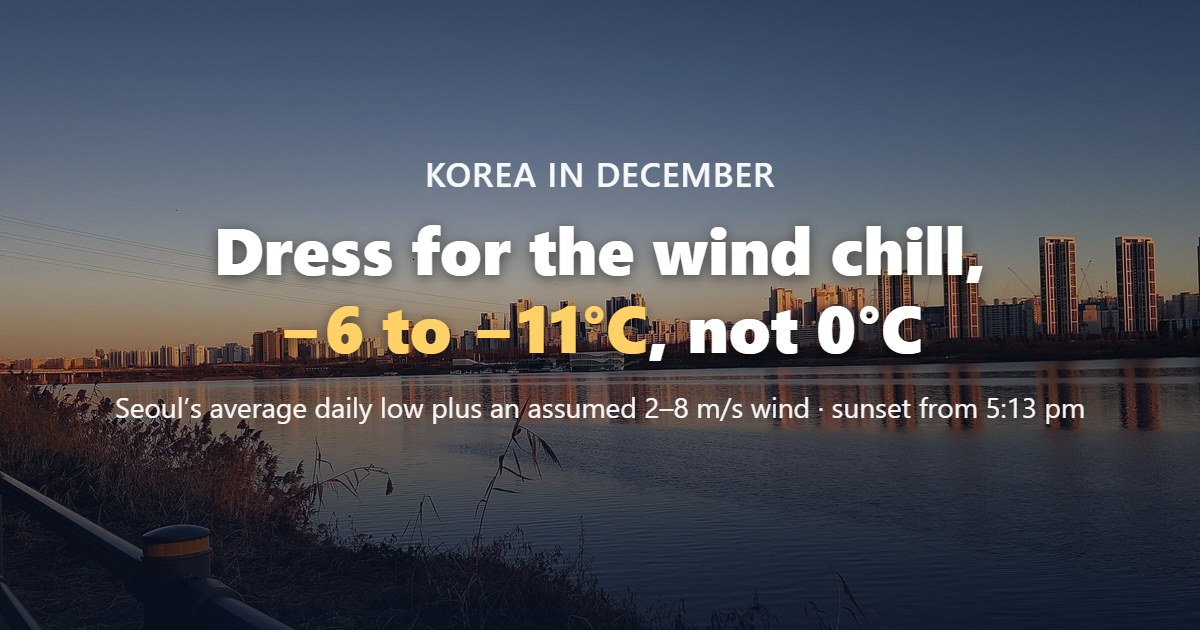 KOREA IN DECEMBER
Dress for the wind chill,
−6 to −11°C, not 0°C
Seoul’s average daily low plus an assumed 2–8 m/s wind · sunset from 5:13 pm